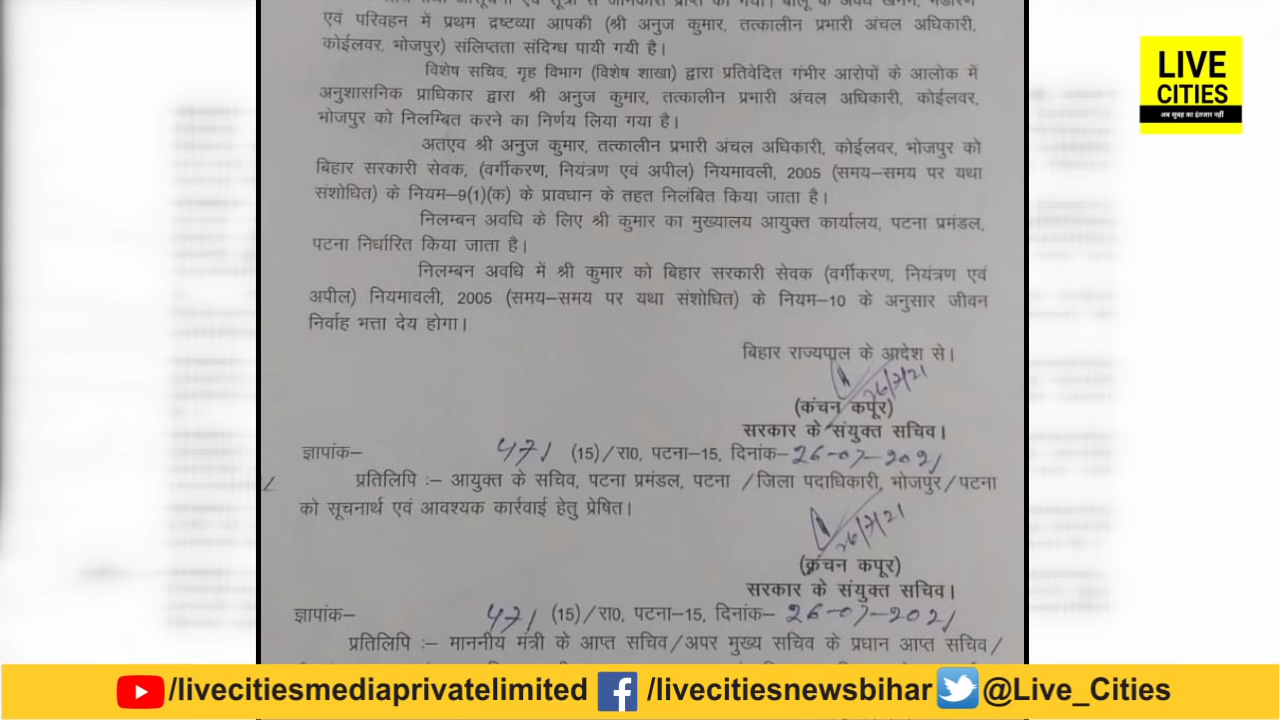 एवं परिवहन में प्रथम द्रष्टव्या आपकी (श्री अनुज कुमार, तत्कालीन प्रभारी अंचल अधिकारी,
कोईलवर, भोजपुर) संलिप्तता संदिग्ध पायी गयी है।
विशेष सचिव, गृह विभाग (विशेष शाखा) द्वारा प्रतिवेदित गंभीर आरोपों के आलोक में
अनुशासनिक प्राधिकार द्वारा श्री अनुज कुमार, तत्कालीन प्रभारी अंचल अधिकारी, कोईलवर,
भोजपुर को निलम्बित करने का निर्णय लिया गया है।
अतएव श्री अनुज कुमार, तत्कालीन प्रभारी अंचल अधिकारी, कोईलवर, भोजपुर को
बिहार सरकारी सेवक, (वर्गीकरण, नियंत्रण एवं अपील) नियमावली, 2005 (समय–समय पर यथा
संशोधित) के नियम–9(1)(क) के प्रावधान के तहत निलंबित किया जाता है।
निलम्बन अवधि के लिए श्री कुमार का मुख्यालय आयुक्त कार्यालय, पटना प्रमंडल,
पटना निर्धारित किया जाता है।
निलम्बन अवधि में श्री कुमार को बिहार सरकारी सेवक (वर्गीकरण, नियंत्रण एवं
अपील) नियमावली, 2005 (समय–समय पर यथा संशोधित) के नियम–10 के अनुसार जीवन
निर्वाह भत्ता देय होगा।
बिहार राज्यपाल के आदेश से।
26/7/21
(कंचन कपूर)
सरकार के संयुक्त सचिव।
ज्ञापांक– 471 (15)/रा0, पटना–15, दिनांक– 26-07-2021
प्रतिलिपि :– आयुक्त के सचिव, पटना प्रमंडल, पटना /जिला पदाधिकारी, भोजपुर/पटना
को सूचनार्थ एवं आवश्यक कार्रवाई हेतु प्रेषित।
26/7/21
(कंचन कपूर)
सरकार के संयुक्त सचिव।
ज्ञापांक– 471 (15)/रा0, पटना–15, दिनांक– 26-07-2021
प्रतिलिपि :– माननीय मंत्री के आप्त सचिव/अपर मुख्य सचिव के प्रधान आप्त सचिव/
LIVE
CITIES
अब सुबह का इंतजार नहीं
/livecitiesmediaprivatelimited /livecitiesnewsbihar @Live_Cities